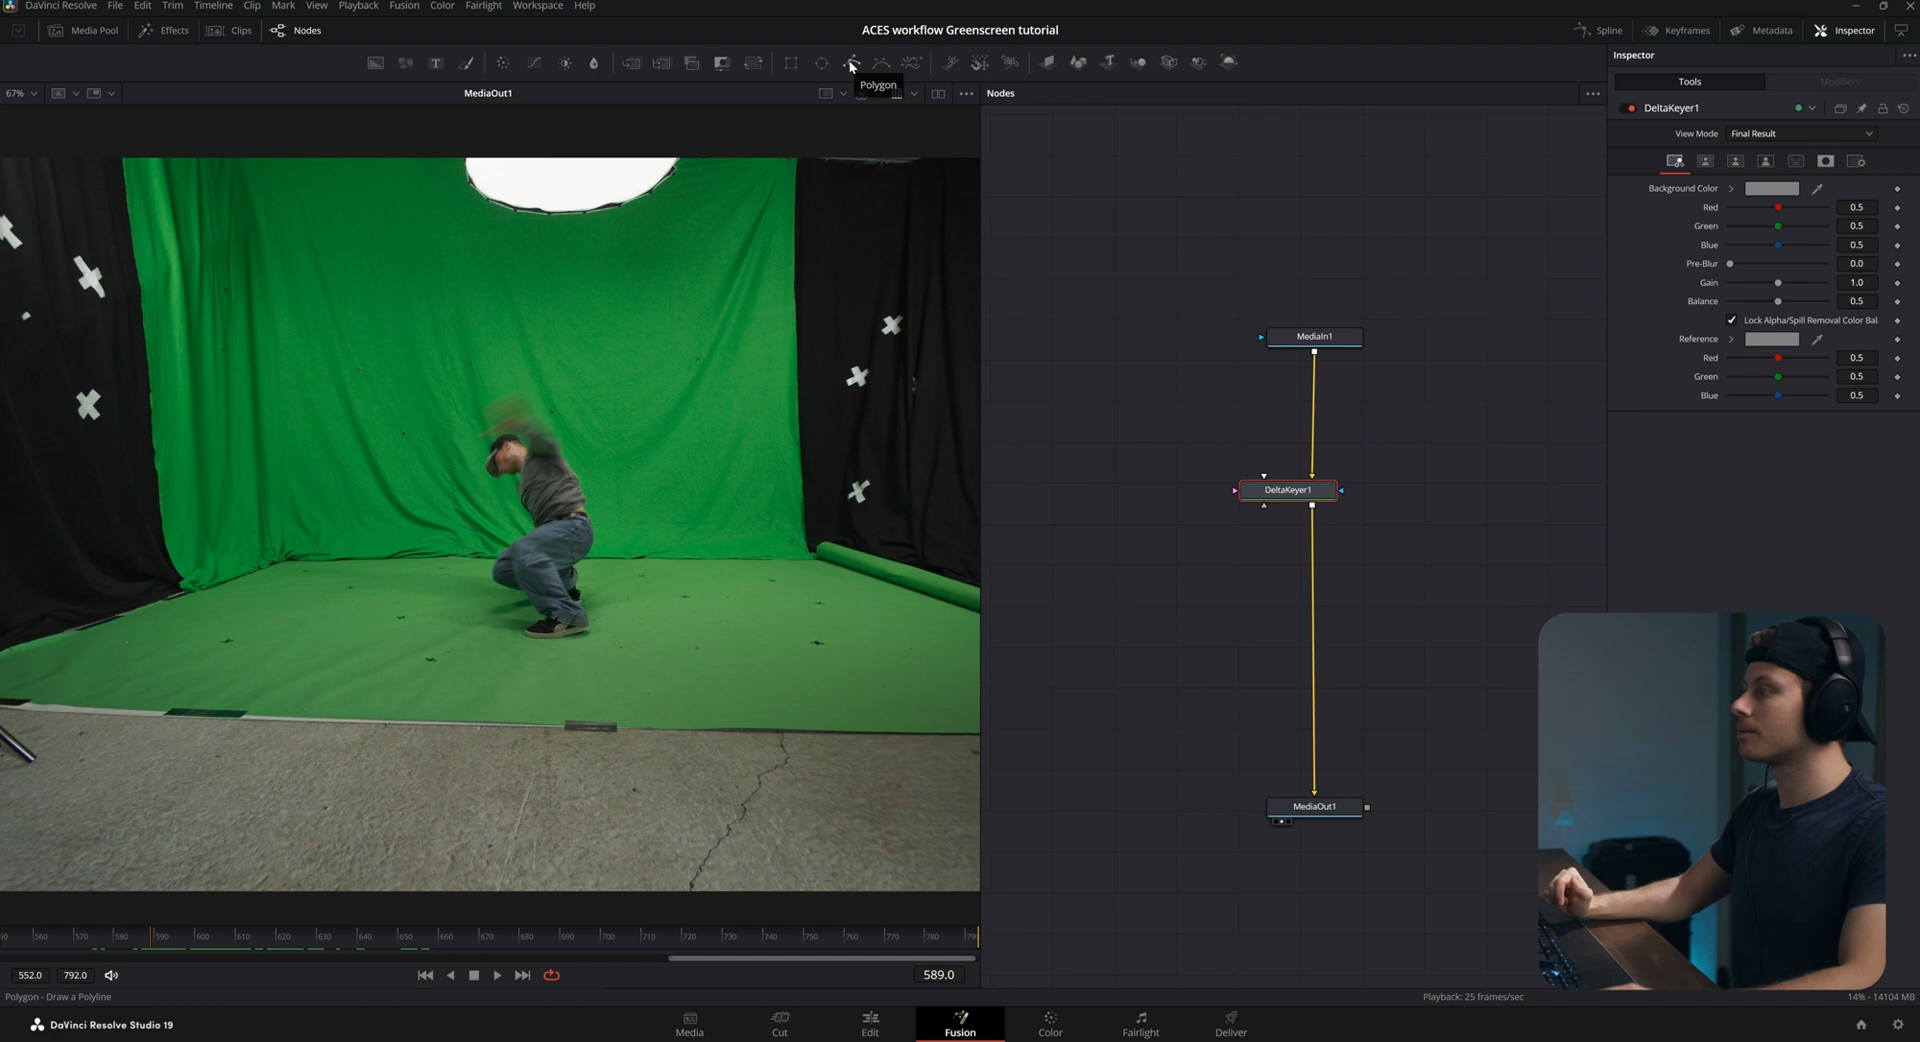 DaVinci Resolve File Edit Trim Timeline Clip Mark View Playback Fusion Color Fairlight Workspace Help
Media Pool Effects Clips Nodes ACES workflow Greenscreen tutorial Spline Keyframes Metadata Inspector
Inspector
Polygon
Tools Modifiers
67% MediaOut1 Nodes
DeltaKeyer1
View Mode Final Result
Background Color
Red 0.5
Green 0.5
Blue 0.5
Pre-Blur 0.0
Gain 1.0
Balance 0.5
Lock Alpha/Spill Removal Color Bal
Reference
Red 0.5
Green 0.5
Blue 0.5
MediaIn1
DeltaKeyer1
MediaOut1
560 570 580 590 600 610 620 630 640 650 660 670 680 690 700 710 720 730 740 750 760 770 780
552.0 792.0 589.0
Polygon - Draw a Polyline Playback: 25 frames/sec 14% - 14104 MB
DaVinci Resolve Studio 19
Media Cut Edit Fusion Color Fairlight Deliver